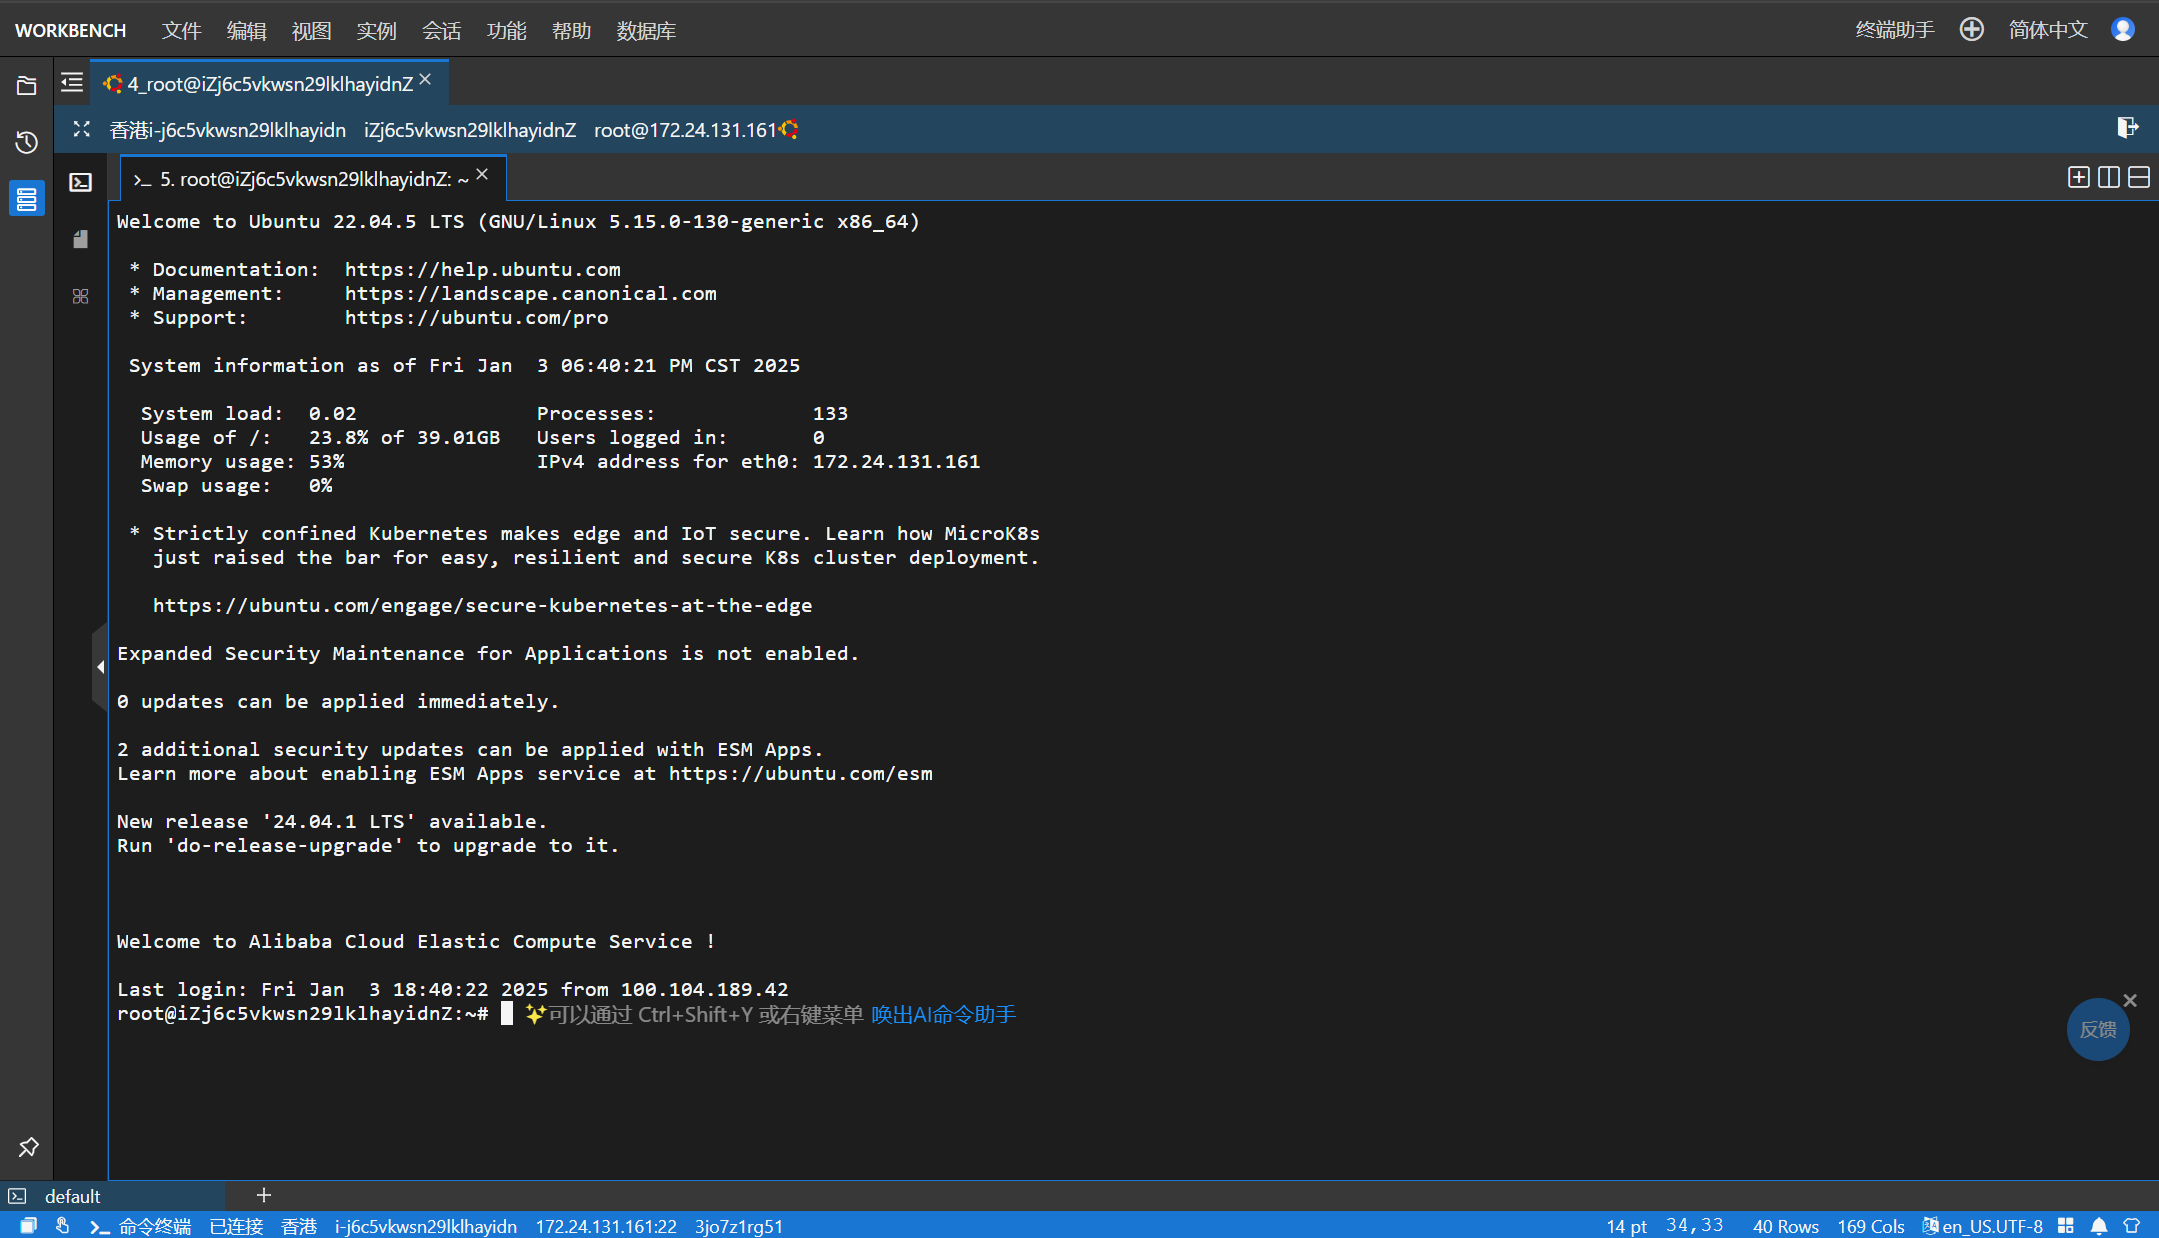 WORKBENCH 文件 编辑 视图 实例 会话 功能 帮助 数据库 终端助手 简体中文
4_root@iZj6c5vkwsn29lklhayidnZ
香港i-j6c5vkwsn29lklhayidn iZj6c5vkwsn29lklhayidnZ root@172.24.131.161
>_ 5. root@iZj6c5vkwsn29lklhayidnZ: ~
Welcome to Ubuntu 22.04.5 LTS (GNU/Linux 5.15.0-130-generic x86_64)
* Documentation:  https://help.ubuntu.com
* Management:     https://landscape.canonical.com
* Support:        https://ubuntu.com/pro
System information as of Fri Jan  3 06:40:21 PM CST 2025
System load:  0.02               Processes:             133
Usage of /:   23.8% of 39.01GB   Users logged in:       0
Memory usage: 53%                IPv4 address for eth0: 172.24.131.161
Swap usage:   0%
* Strictly confined Kubernetes makes edge and IoT secure. Learn how MicroK8s
just raised the bar for easy, resilient and secure K8s cluster deployment.
https://ubuntu.com/engage/secure-kubernetes-at-the-edge
Expanded Security Maintenance for Applications is not enabled.
0 updates can be applied immediately.
2 additional security updates can be applied with ESM Apps.
Learn more about enabling ESM Apps service at https://ubuntu.com/esm
New release '24.04.1 LTS' available.
Run 'do-release-upgrade' to upgrade to it.
Welcome to Alibaba Cloud Elastic Compute Service !
Last login: Fri Jan  3 18:40:22 2025 from 100.104.189.42
root@iZj6c5vkwsn29lklhayidnZ:~# ✨可以通过 Ctrl+Shift+Y 或右键菜单 唤出AI命令助手
反馈
default
命令终端 已连接 香港 i-j6c5vkwsn29lklhayidn 172.24.131.161:22 3jo7z1rg51 14 pt 34,33 40 Rows 169 Cols en_US.UTF-8